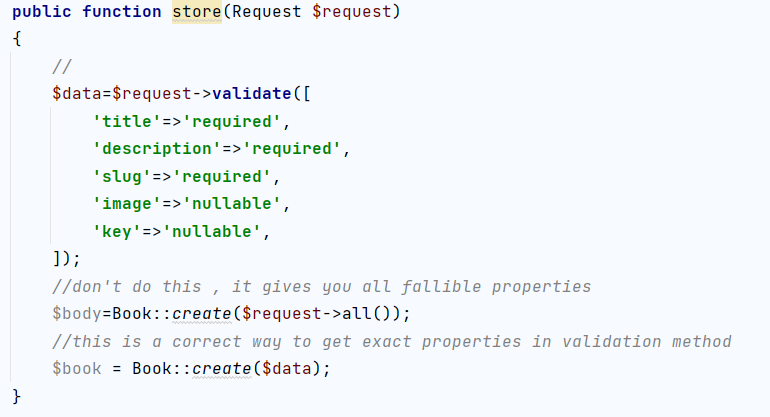 public function store(Request $request)
{
//
$data=$request->validate([
'title'=>'required',
'description'=>'required',
'slug'=>'required',
'image'=>'nullable',
'key'=>'nullable',
]);
//don't do this , it gives you all fallible properties
$body=Book::create($request->all());
//this is a correct way to get exact properties in validation method
$book = Book::create($data);
}